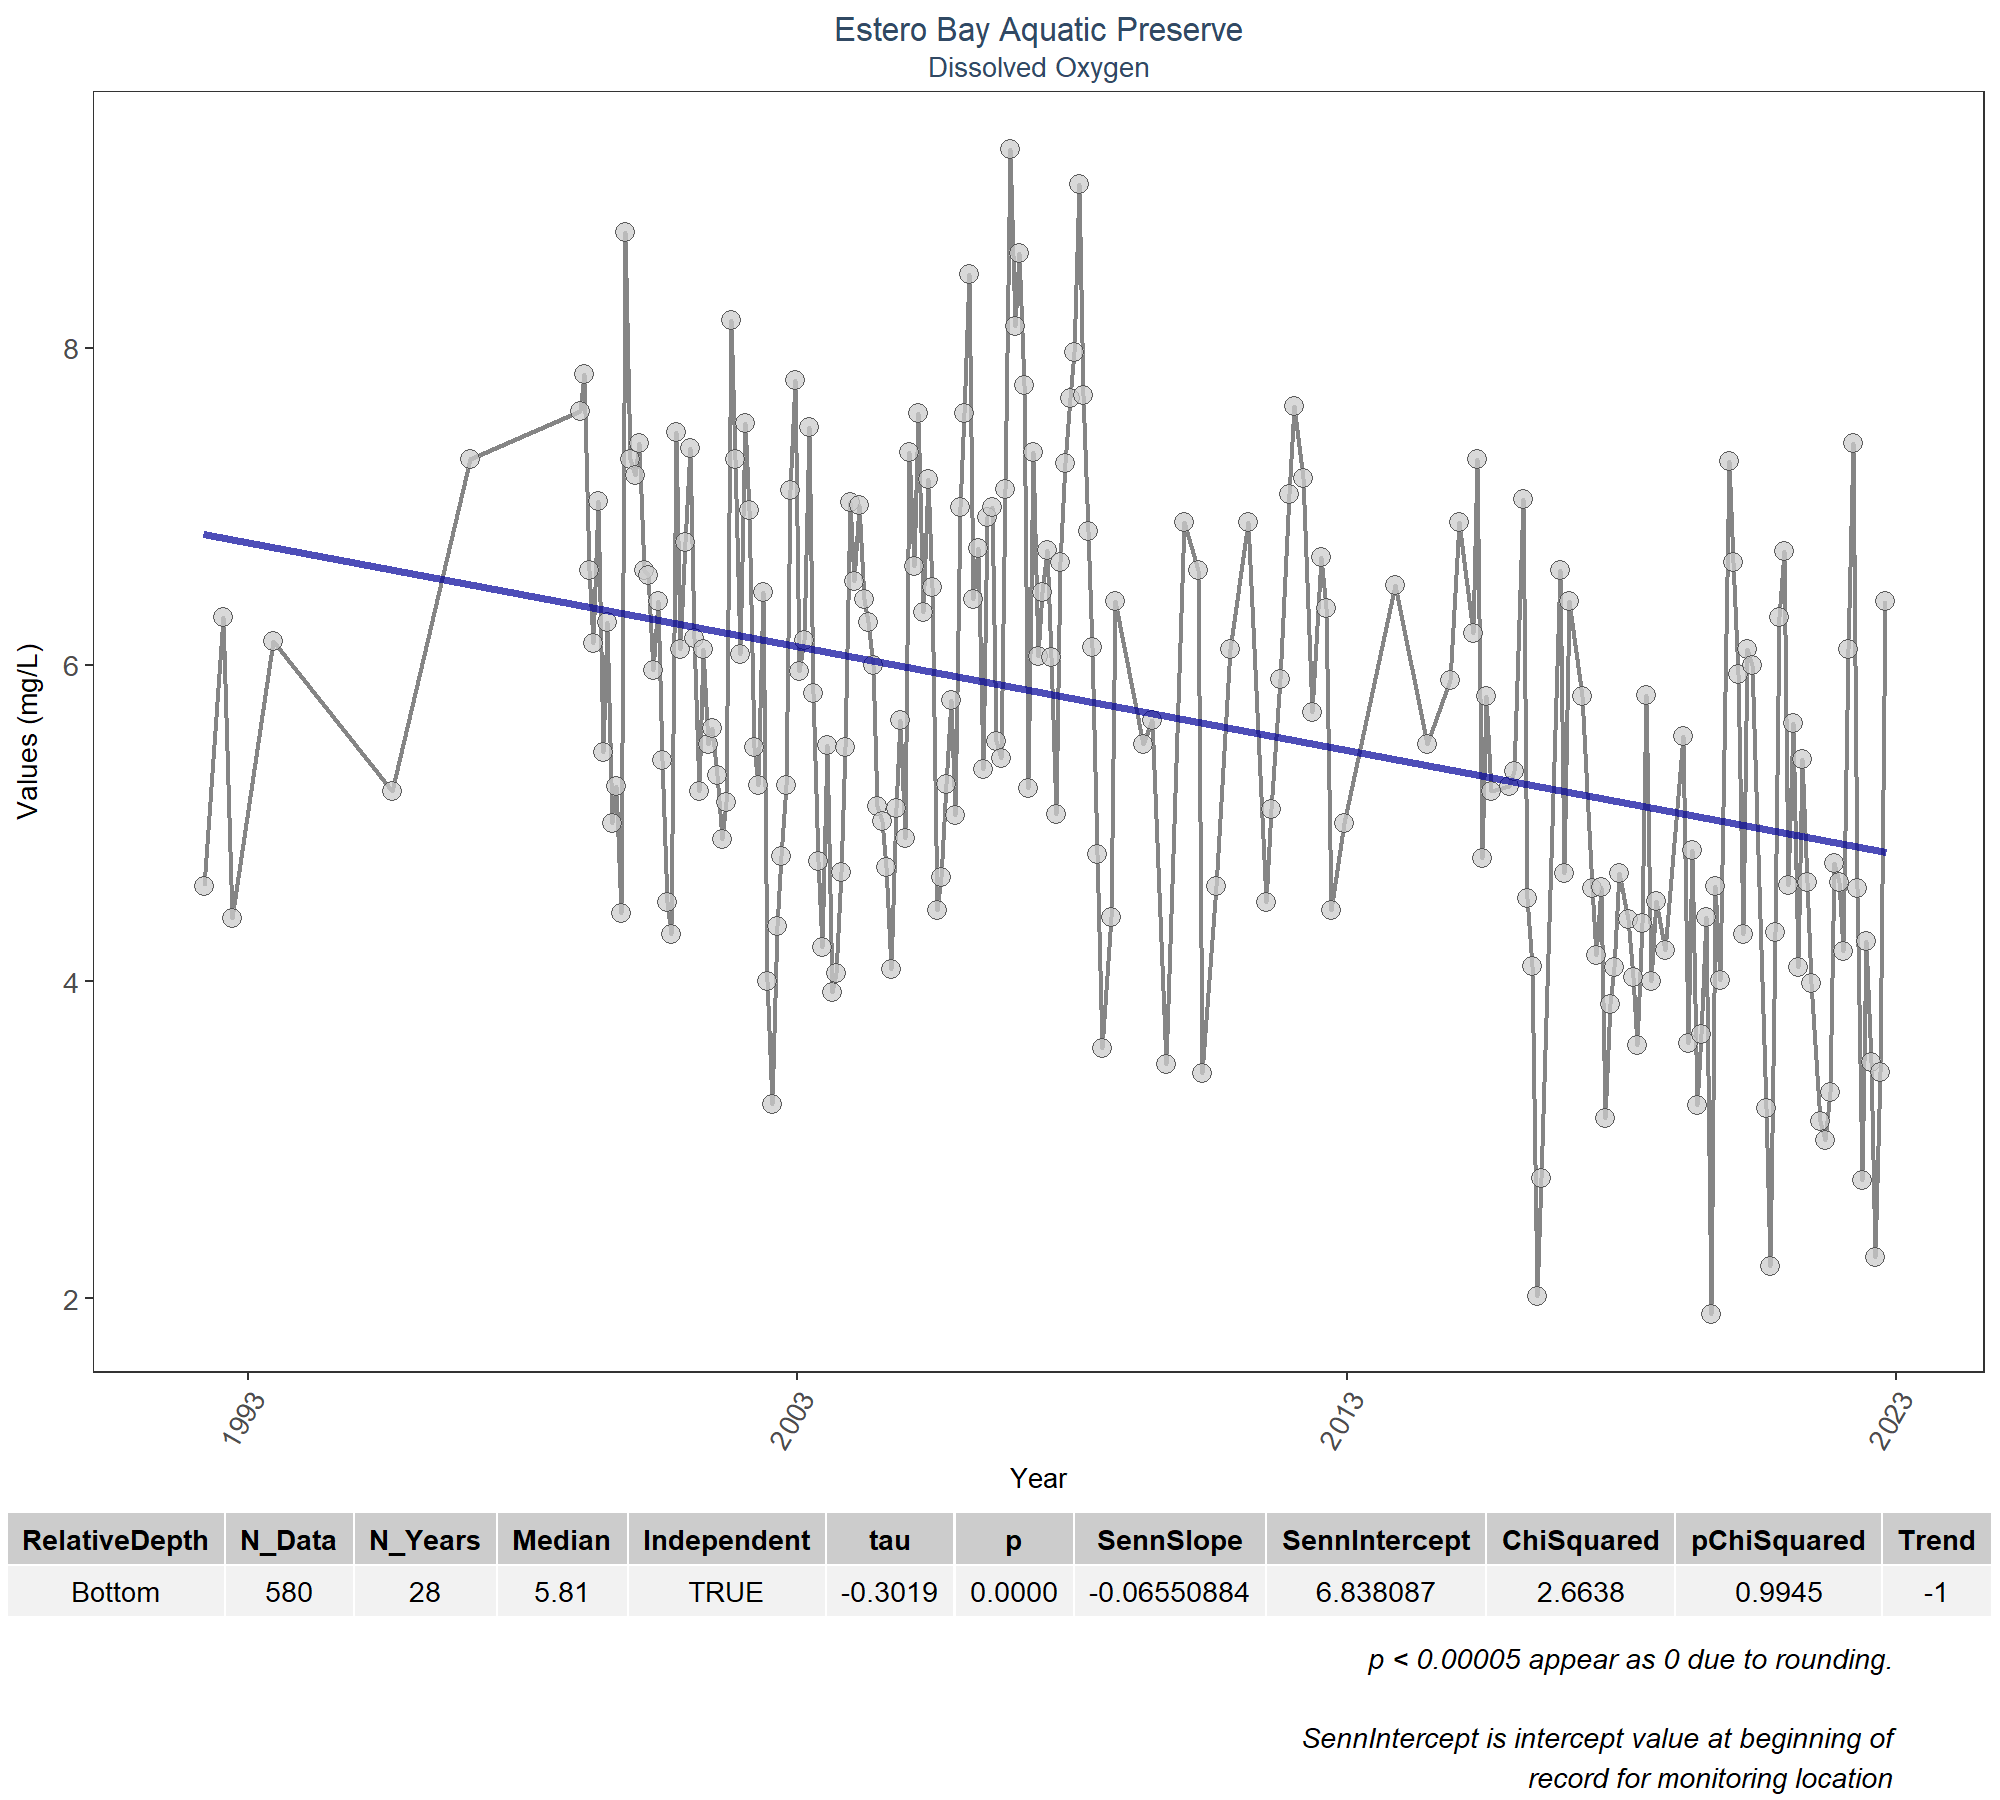 Estero Bay Aquatic Preserve
Dissolved Oxygen
Values (mg/L)
8
6
4
2
1993 2003 2013 2023
Year
RelativeDepth N_Data N_Years Median Independent tau p SennSlope SennIntercept ChiSquared pChiSquared Trend
Bottom 580 28 5.81 TRUE -0.3019 0.0000 -0.06550884 6.838087 2.6638 0.9945 -1
p < 0.00005 appear as 0 due to rounding.
SennIntercept is intercept value at beginning of
record for monitoring location